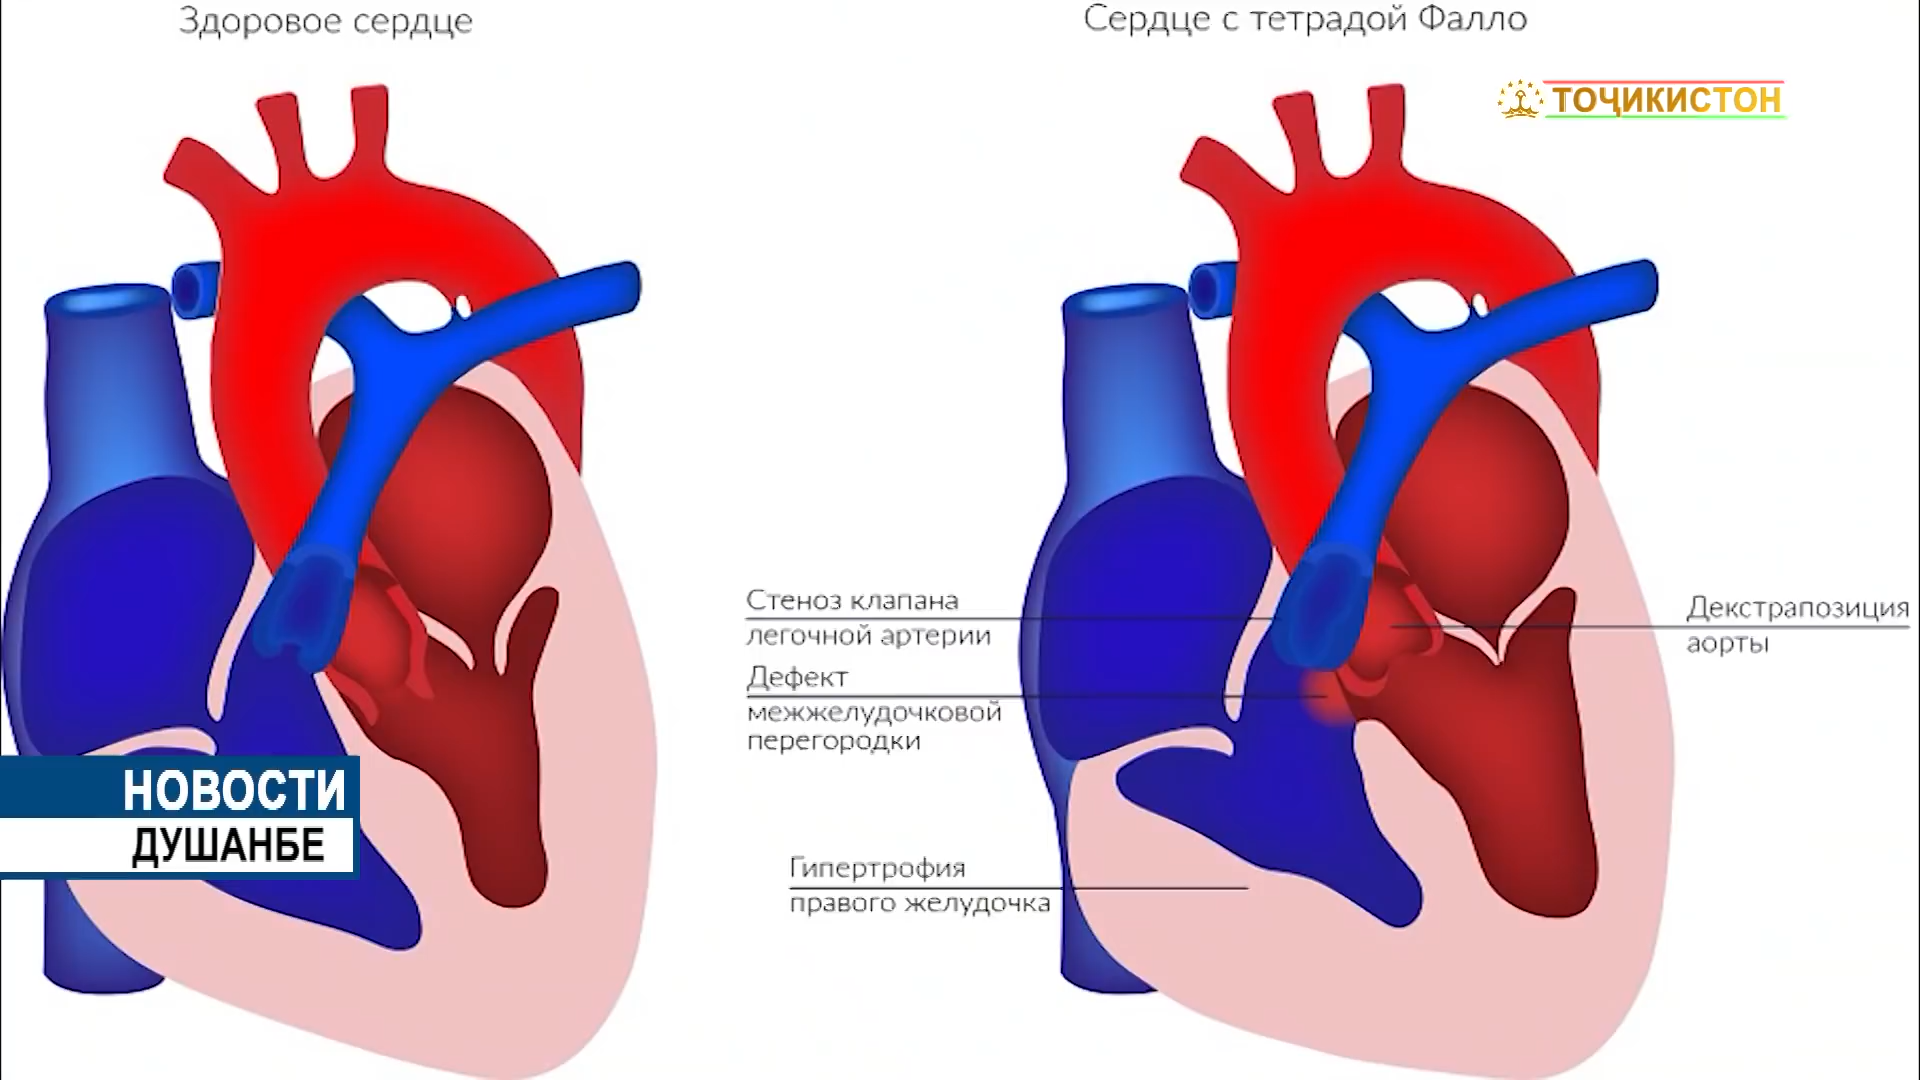 Здоровое сердце
Сердце с тетрадой Фалло
ТОҶИКИСТОН
Стеноз клапана
легочной артерии
Дефект
межжелудочковой
перегородки
Декстрапозиция
аорты
Гипертрофия
правого желудочка
НОВОСТИ
ДУШАНБЕ